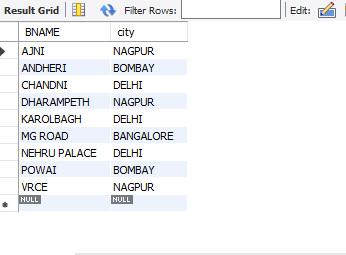 Result Grid Filter Rows: Edit:
BNAME city
AJNI NAGPUR
ANDHERI BOMBAY
CHANDNI DELHI
DHARAMPETH NAGPUR
KAROLBAGH DELHI
MG ROAD BANGALORE
NEHRU PALACE DELHI
POWAI BOMBAY
VRCE NAGPUR
NULL NULL